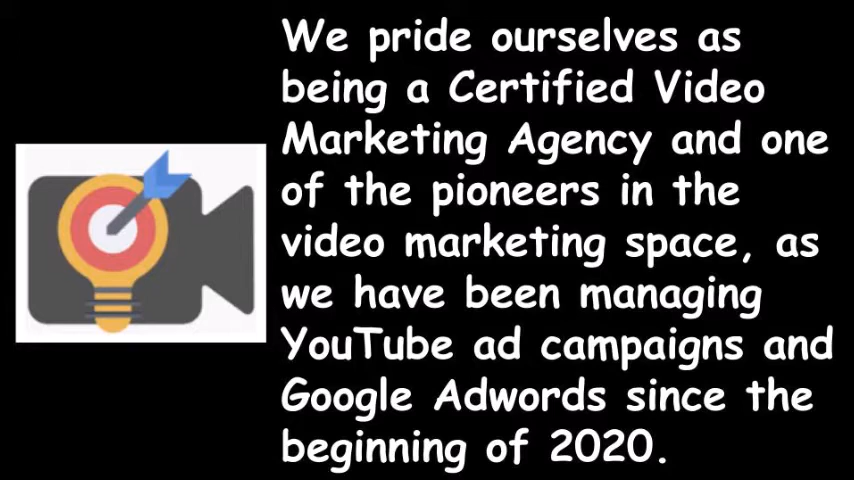 We pride ourselves as
being a Certified Video
Marketing Agency and one
of the pioneers in the
video marketing space, as
we have been managing
YouTube ad campaigns and
Google Adwords since the
beginning of 2020.